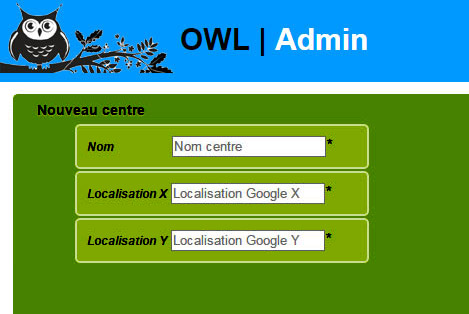 OWL | Admin
Nouveau centre
Nom Nom centre *
Localisation X Localisation Google X *
Localisation Y Localisation Google Y *